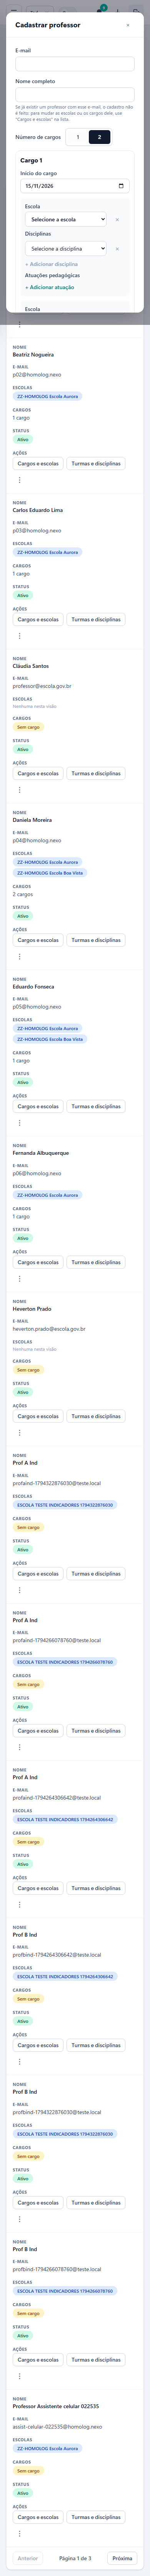 Cadastrar professor
×
E-mail
Nome completo
Se já existir um professor com esse e-mail, o cadastro não
é feito: para mudar as escolas ou os cargos dele, use
"Cargos e escolas" na lista.
Número de cargos
1
2
Cargo 1
Início do cargo
15/11/2026
Escola
Selecione a escola
×
Disciplinas
Selecione a disciplina
×
+ Adicionar disciplina
Atuações pedagógicas
+ Adicionar atuação
Escola
⋮
NOME
Beatriz Nogueira
E-MAIL
p02@homolog.nexo
ESCOLAS
ZZ-HOMOLOG Escola Aurora
CARGOS
1 cargo
STATUS
Ativo
AÇÕES
Cargos e escolas
Turmas e disciplinas
⋮
NOME
Carlos Eduardo Lima
E-MAIL
p03@homolog.nexo
ESCOLAS
ZZ-HOMOLOG Escola Aurora
CARGOS
1 cargo
STATUS
Ativo
AÇÕES
Cargos e escolas
Turmas e disciplinas
⋮
NOME
Cláudia Santos
E-MAIL
professor@escola.gov.br
ESCOLAS
Nenhuma nesta visão
CARGOS
Sem cargo
STATUS
Ativo
AÇÕES
Cargos e escolas
Turmas e disciplinas
⋮
NOME
Daniela Moreira
E-MAIL
p04@homolog.nexo
ESCOLAS
ZZ-HOMOLOG Escola Aurora
ZZ-HOMOLOG Escola Boa Vista
CARGOS
2 cargos
STATUS
Ativo
AÇÕES
Cargos e escolas
Turmas e disciplinas
⋮
NOME
Eduardo Fonseca
E-MAIL
p05@homolog.nexo
ESCOLAS
ZZ-HOMOLOG Escola Aurora
ZZ-HOMOLOG Escola Boa Vista
CARGOS
1 cargo
STATUS
Ativo
AÇÕES
Cargos e escolas
Turmas e disciplinas
⋮
NOME
Fernanda Albuquerque
E-MAIL
p06@homolog.nexo
ESCOLAS
ZZ-HOMOLOG Escola Aurora
CARGOS
1 cargo
STATUS
Ativo
AÇÕES
Cargos e escolas
Turmas e disciplinas
⋮
NOME
Heverton Prado
E-MAIL
heverton.prado@escola.gov.br
ESCOLAS
Nenhuma nesta visão
CARGOS
Sem cargo
STATUS
Ativo
AÇÕES
Cargos e escolas
Turmas e disciplinas
⋮
NOME
Prof A Ind
E-MAIL
profaind-1794322876030@teste.local
ESCOLAS
ESCOLA TESTE INDICADORES 1794322876030
CARGOS
Sem cargo
STATUS
Ativo
AÇÕES
Cargos e escolas
Turmas e disciplinas
⋮
NOME
Prof A Ind
E-MAIL
profaind-1794266078760@teste.local
ESCOLAS
ESCOLA TESTE INDICADORES 1794266078760
CARGOS
Sem cargo
STATUS
Ativo
AÇÕES
Cargos e escolas
Turmas e disciplinas
⋮
NOME
Prof A Ind
E-MAIL
profaind-1794264306642@teste.local
ESCOLAS
ESCOLA TESTE INDICADORES 1794264306642
CARGOS
Sem cargo
STATUS
Ativo
AÇÕES
Cargos e escolas
Turmas e disciplinas
⋮
NOME
Prof B Ind
E-MAIL
profbind-1794264306642@teste.local
ESCOLAS
ESCOLA TESTE INDICADORES 1794264306642
CARGOS
Sem cargo
STATUS
Ativo
AÇÕES
Cargos e escolas
Turmas e disciplinas
⋮
NOME
Prof B Ind
E-MAIL
profbind-1794322876030@teste.local
ESCOLAS
ESCOLA TESTE INDICADORES 1794322876030
CARGOS
Sem cargo
STATUS
Ativo
AÇÕES
Cargos e escolas
Turmas e disciplinas
⋮
NOME
Prof B Ind
E-MAIL
profbind-1794266078760@teste.local
ESCOLAS
ESCOLA TESTE INDICADORES 1794266078760
CARGOS
Sem cargo
STATUS
Ativo
AÇÕES
Cargos e escolas
Turmas e disciplinas
⋮
NOME
Professor Assistente celular 022535
E-MAIL
assist-celular-022535@homolog.nexo
ESCOLAS
ZZ-HOMOLOG Escola Aurora
CARGOS
Sem cargo
STATUS
Ativo
AÇÕES
Cargos e escolas
Turmas e disciplinas
⋮
Anterior
Página 1 de 3
Próxima